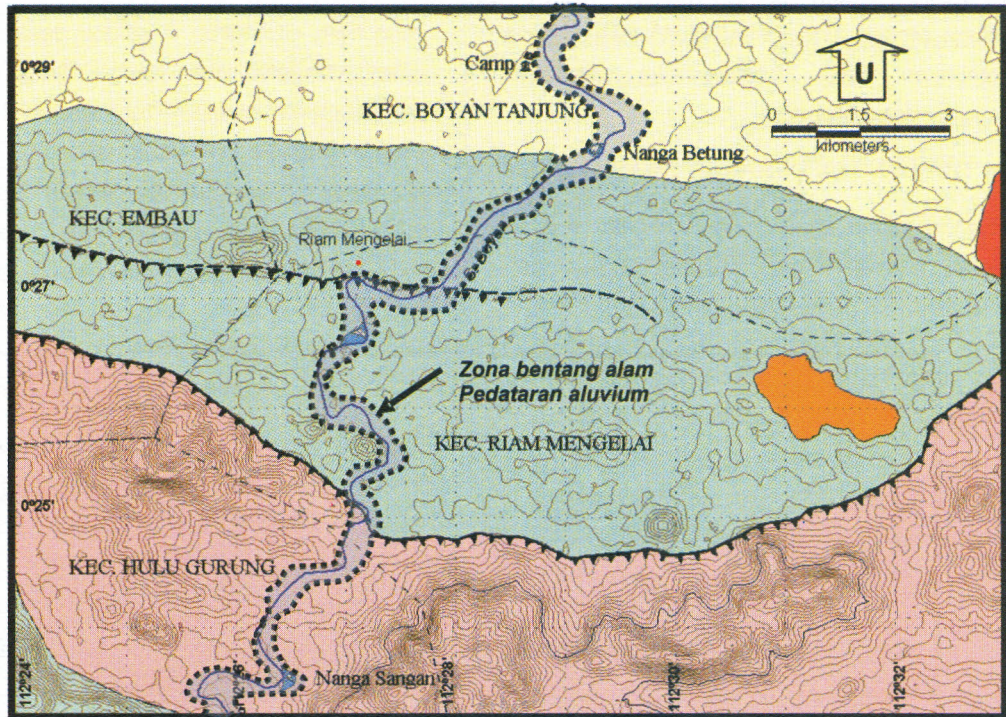 0°29'
Camp
U
KEC. BOYAN TANJUNG
0 1.5 3
kilometers
Nanga Betung
KEC. EMBAU
Riam Mengelai
S. Boyan
0°27'
Zona bentang alam
Pedataran aluvium
KEC. RIAM MENGELAI
0°25'
KEC. HULU GURUNG
Nanga Sangan
112°24'
112°28'
112°30'
112°32'